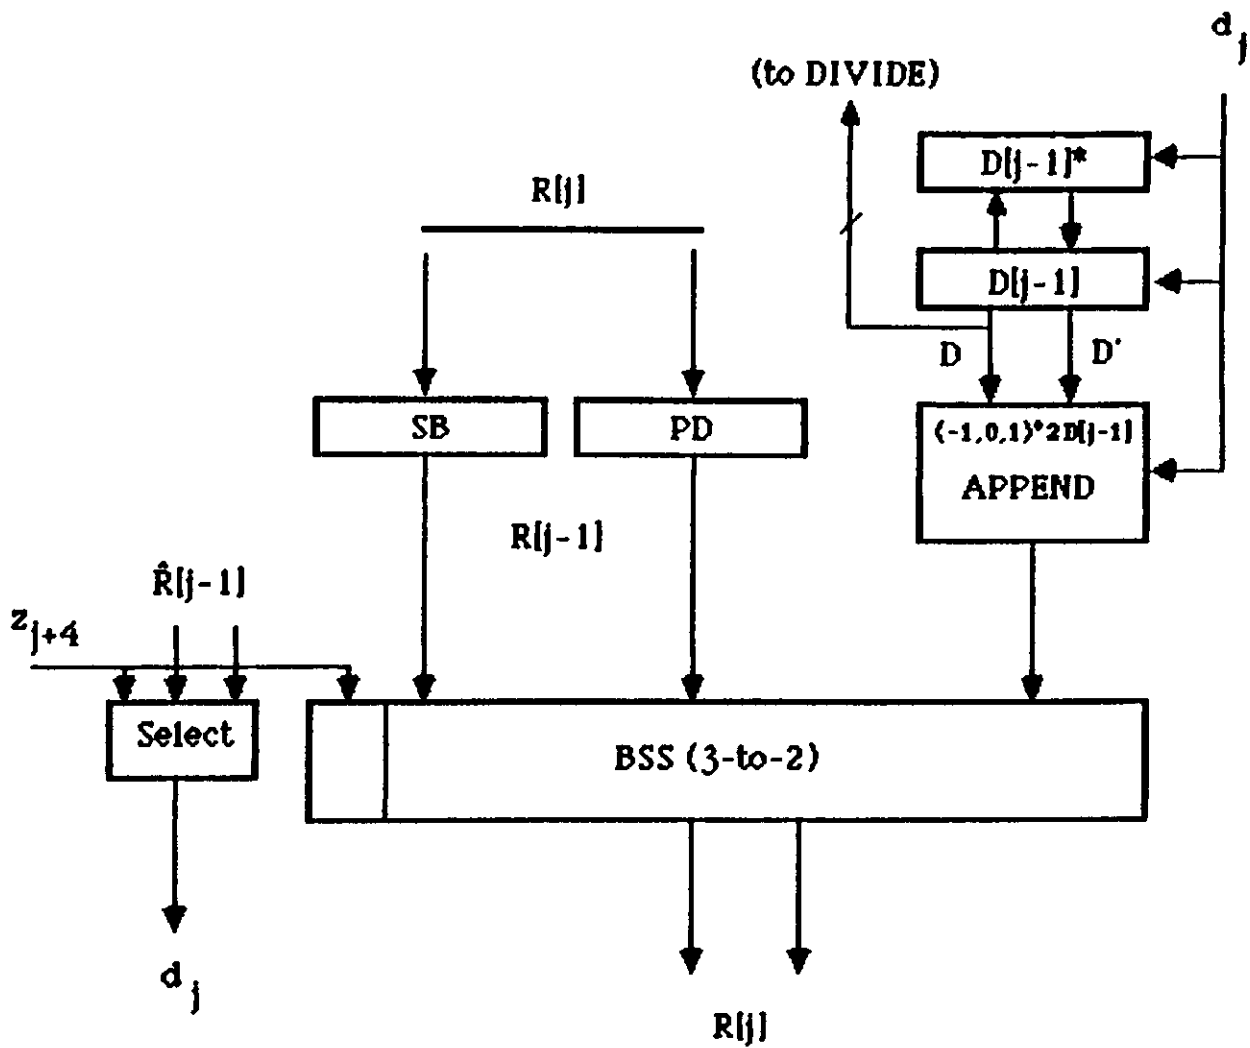 d j
(to DIVIDE)
D[j-1]*
R[j]
D[j-1]
D
D'
SB
PD
(-1,0,1)*2D[j-1]
APPEND
R[j-1]
R̂[j-1]
z j+4
Select
BSS (3-to-2)
d j
R[j]